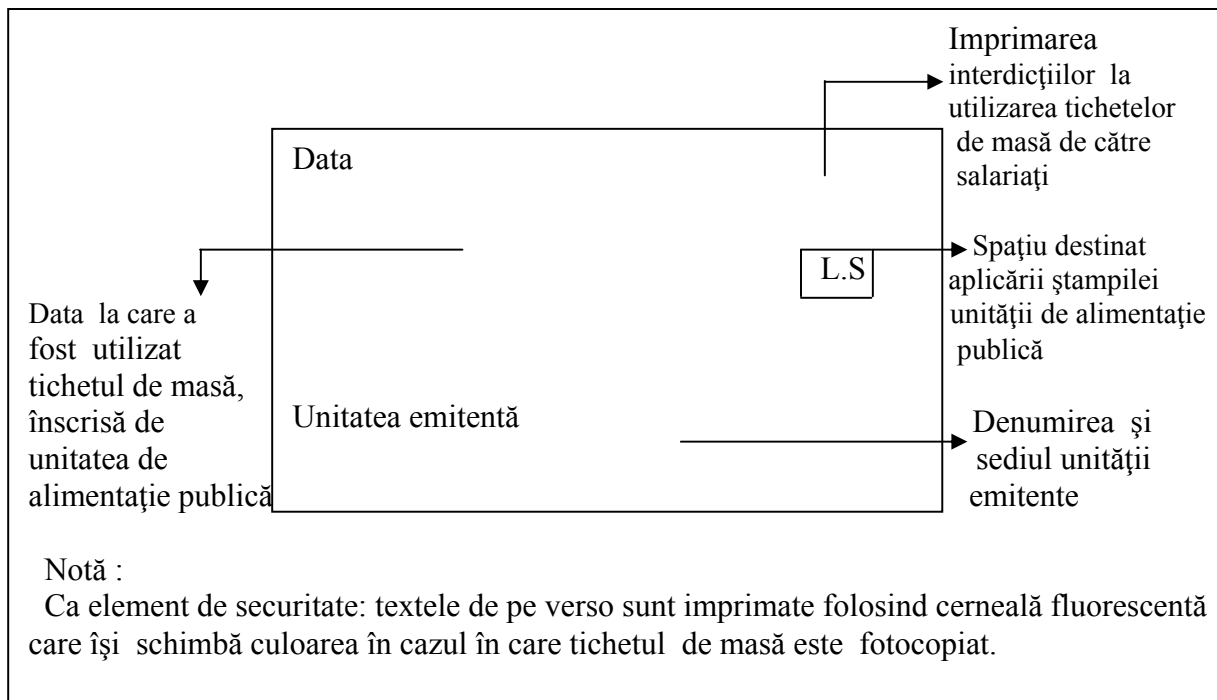 Imprimarea
interdicţiilor la
utilizarea tichetelor
de masă de către
salariaţi
Data
Spaţiu destinat
aplicării ştampilei
unităţii de alimentaţie
publică
L.S
Data la care a
fost utilizat
tichetul de masă,
înscrisă de
unitatea de
alimentaţie publică
Unitatea emitentă
Denumirea şi
sediul unităţii
emitente
Notă :
Ca element de securitate: textele de pe verso sunt imprimate folosind cerneală fluorescentă
care îşi schimbă culoarea în cazul în care tichetul de masă este fotocopiat.